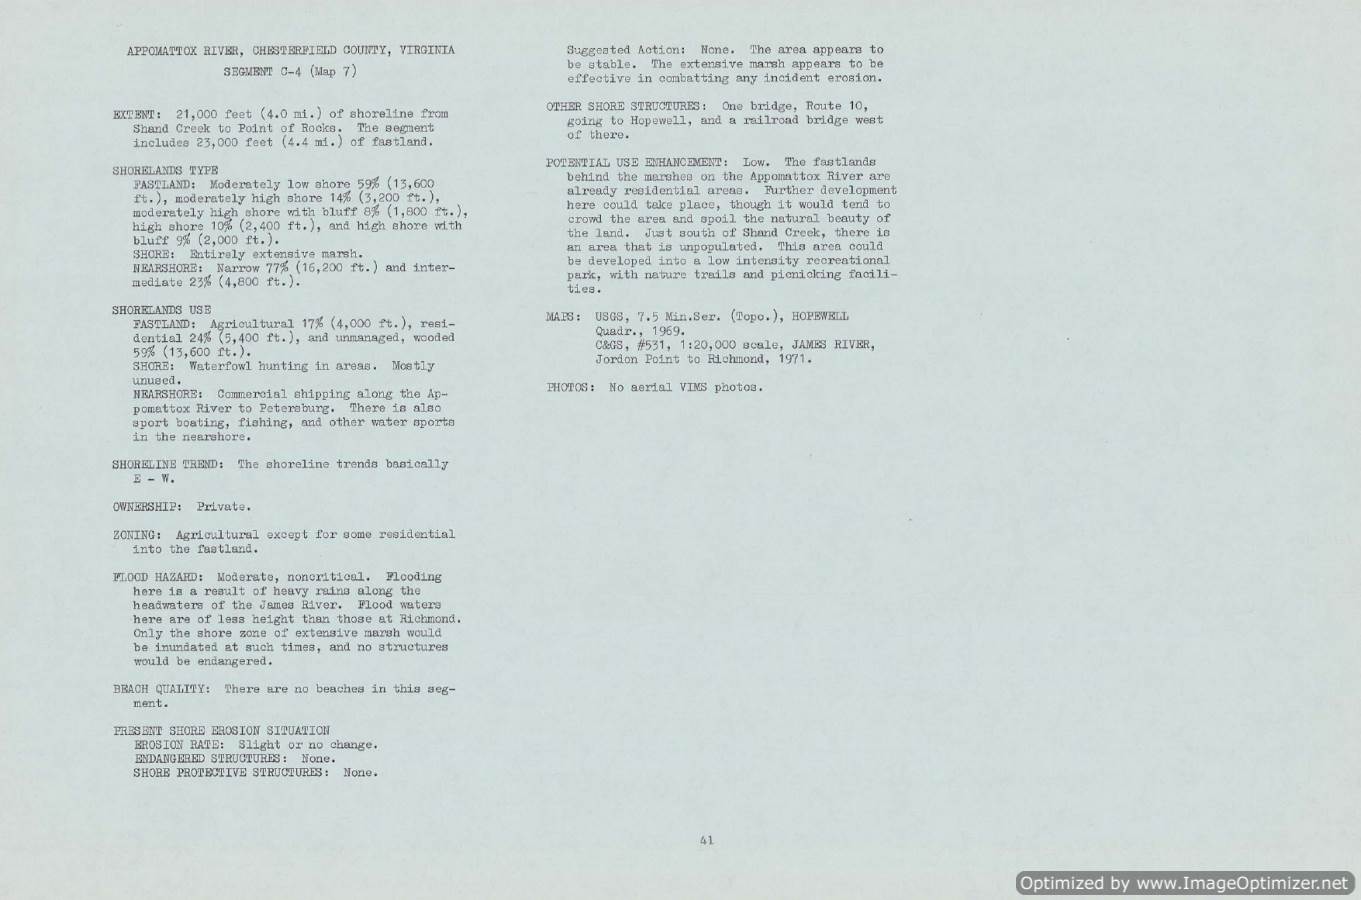 APPOMATTOX RIVER, CHESTERFIELD COUNTY, VIRGINIA
SEGMENT C-4 (Map 7)
EXTENT: 21,000 feet (4.0 mi.) of shoreline from
Shand Creek to Point of Rocks. The segment
includes 23,000 feet (4.4 mi.) of fastland.
SHORELANDS TYPE
FASTLAND: Moderately low shore 59% (13,600
ft.), moderately high shore 14% (3,200 ft.),
moderately high shore with bluff 8% (1,800 ft.),
high shore 10% (2,400 ft.), and high shore with
bluff 9% (2,000 ft.).
SHORE: Entirely extensive marsh.
NEARSHORE: Narrow 77% (16,200 ft.) and inter-
mediate 23% (4,800 ft.).
SHORELANDS USE
FASTLAND: Agricultural 17% (4,000 ft.), resi-
dential 24% (5,400 ft.), and unmanaged, wooded
59% (13,600 ft.).
SHORE: Waterfowl hunting in areas. Mostly
unused.
NEARSHORE: Commercial shipping along the Ap-
pomattox River to Petersburg. There is also
sport boating, fishing, and other water sports
in the nearshore.
SHORELINE TREND: The shoreline trends basically
E - W.
OWNERSHIP: Private.
ZONING: Agricultural except for some residential
into the fastland.
FLOOD HAZARD: Moderate, noncritical. Flooding
here is a result of heavy rains along the
headwaters of the James River. Flood waters
here are of less height than those at Richmond.
Only the shore zone of extensive marsh would
be inundated at such times, and no structures
would be endangered.
BEACH QUALITY: There are no beaches in this seg-
ment.
PRESENT SHORE EROSION SITUATION
EROSION RATE: Slight or no change.
ENDANGERED STRUCTURES: None.
SHORE PROTECTIVE STRUCTURES: None.
Suggested Action: None. The area appears to
be stable. The extensive marsh appears to be
effective in combatting any incident erosion.
OTHER SHORE STRUCTURES: One bridge, Route 10,
going to Hopewell, and a railroad bridge west
of there.
POTENTIAL USE ENHANCEMENT: Low. The fastlands
behind the marshes on the Appomattox River are
already residential areas. Further development
here could take place, though it would tend to
crowd the area and spoil the natural beauty of
the land. Just south of Shand Creek, there is
an area that is unpopulated. This area could
be developed into a low intensity recreational
park, with nature trails and picnicking facili-
ties.
MAPS: USGS, 7.5 Min.Ser. (Topo.), HOPEWELL
Quadr., 1969.
C&GS, #531, 1:20,000 scale, JAMES RIVER,
Jordon Point to Richmond, 1971.
PHOTOS: No aerial VIMS photos.
41
Optimized by www.ImageOptimizer.net